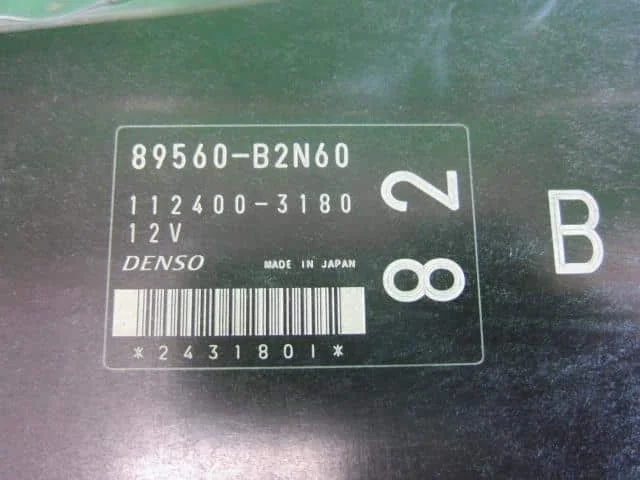 89560-B2N60
112400-3180
12V
DENSO MADE IN JAPAN
*2431801*
82
B